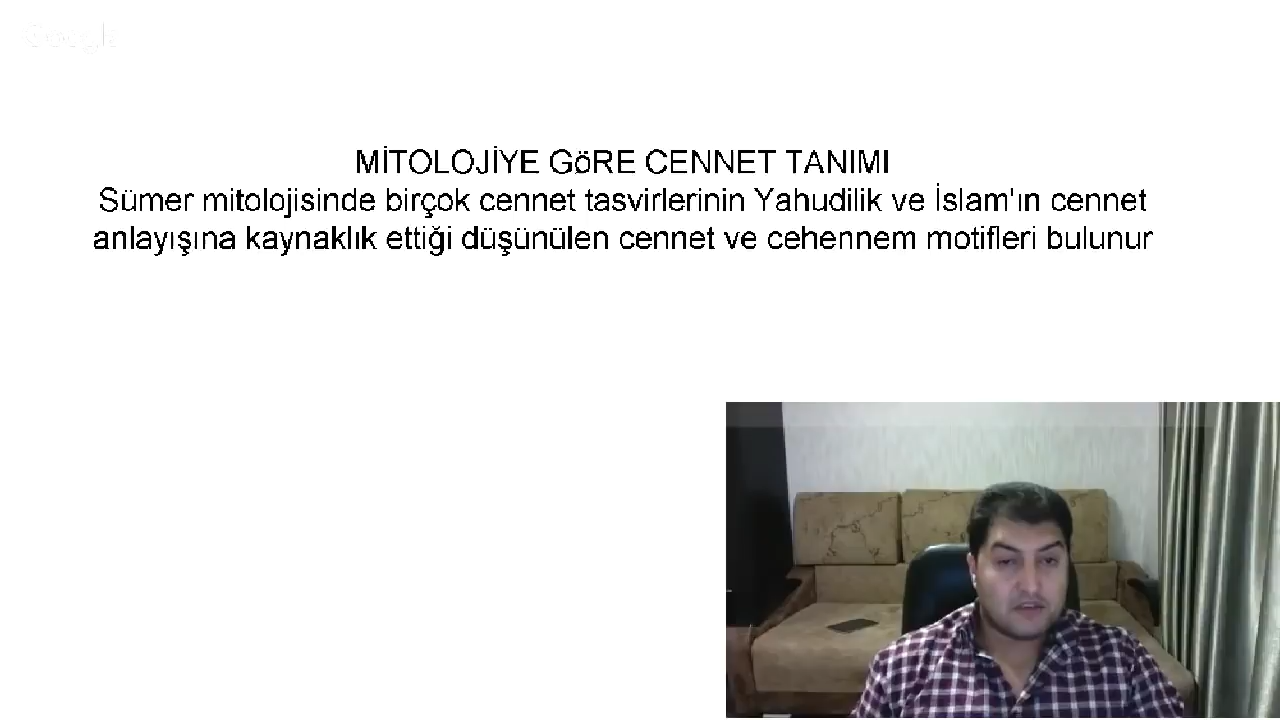 MİTOLOJİYE GöRE CENNET TANIMI
Sümer mitolojisinde birçok cennet tasvirlerinin Yahudilik ve İslam'ın cennet
anlayışına kaynaklık ettiği düşünülen cennet ve cehennem motifleri bulunur